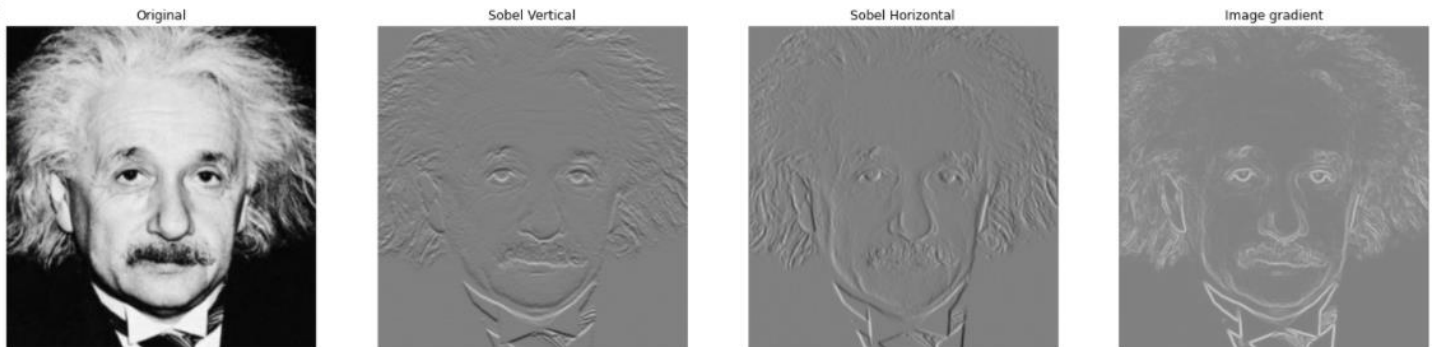 Original
Sobel Vertical
Sobel Horizontal
Image gradient